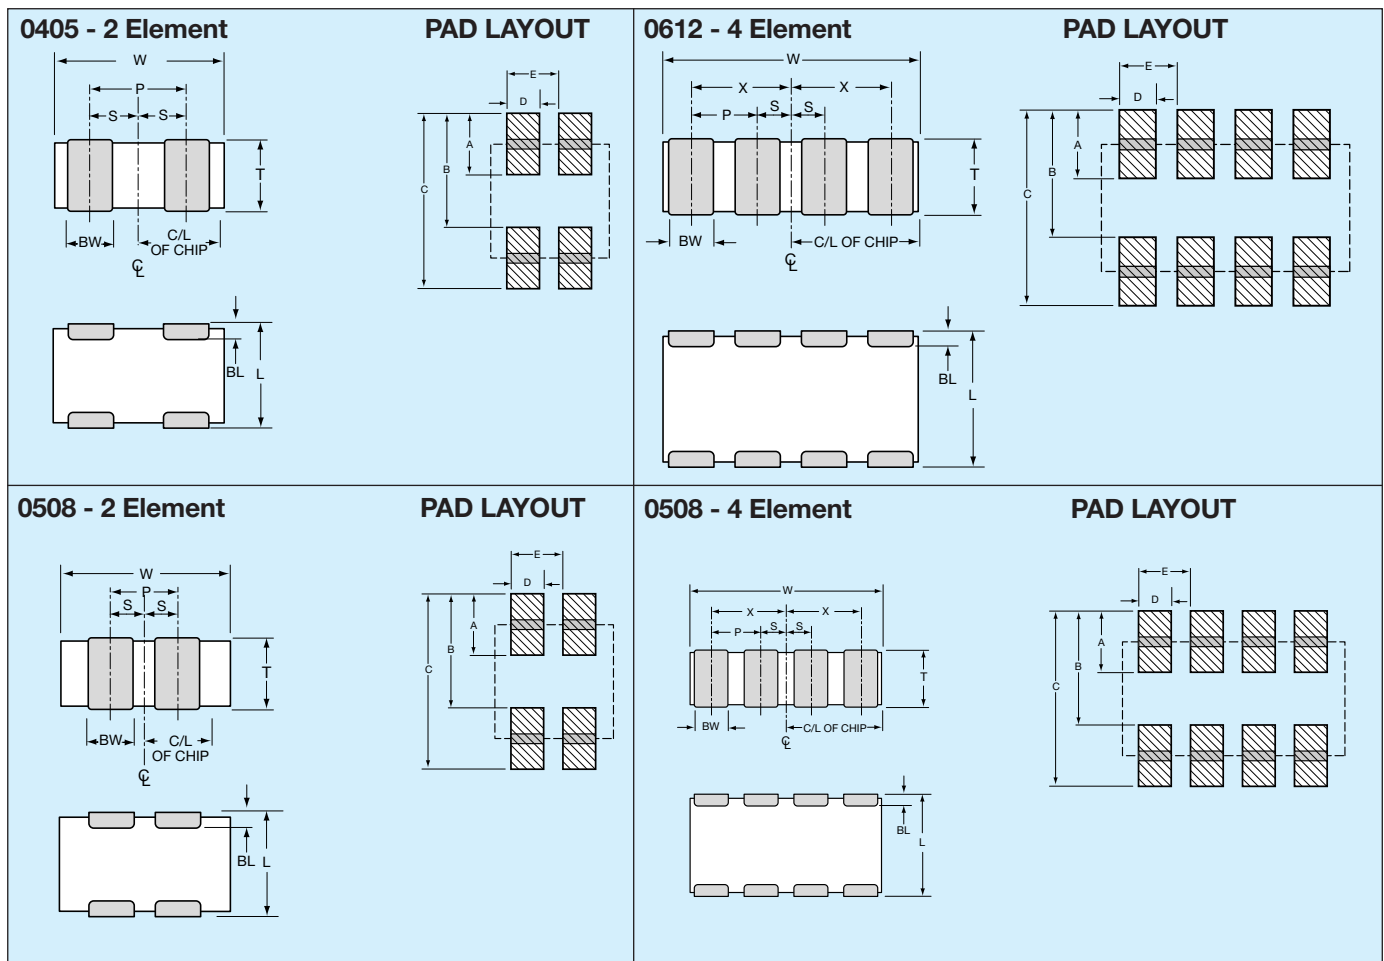 0405 - 2 Element
PAD LAYOUT
W
P
S
S
T
BW
C/L
OF CHIP
C
L
BL
L
E
D
A
B
C
0612 - 4 Element
PAD LAYOUT
W
X
X
P
S
S
T
BW
C/L OF CHIP
C
L
BL
L
E
D
A
B
C
0508 - 2 Element
PAD LAYOUT
W
P
S
S
T
BW
C/L
OF CHIP
C
L
BL
L
E
D
A
B
C
0508 - 4 Element
PAD LAYOUT
W
X
X
P
S
S
T
BW
C/L OF CHIP
C
L
BL
L
E
D
A
B
C